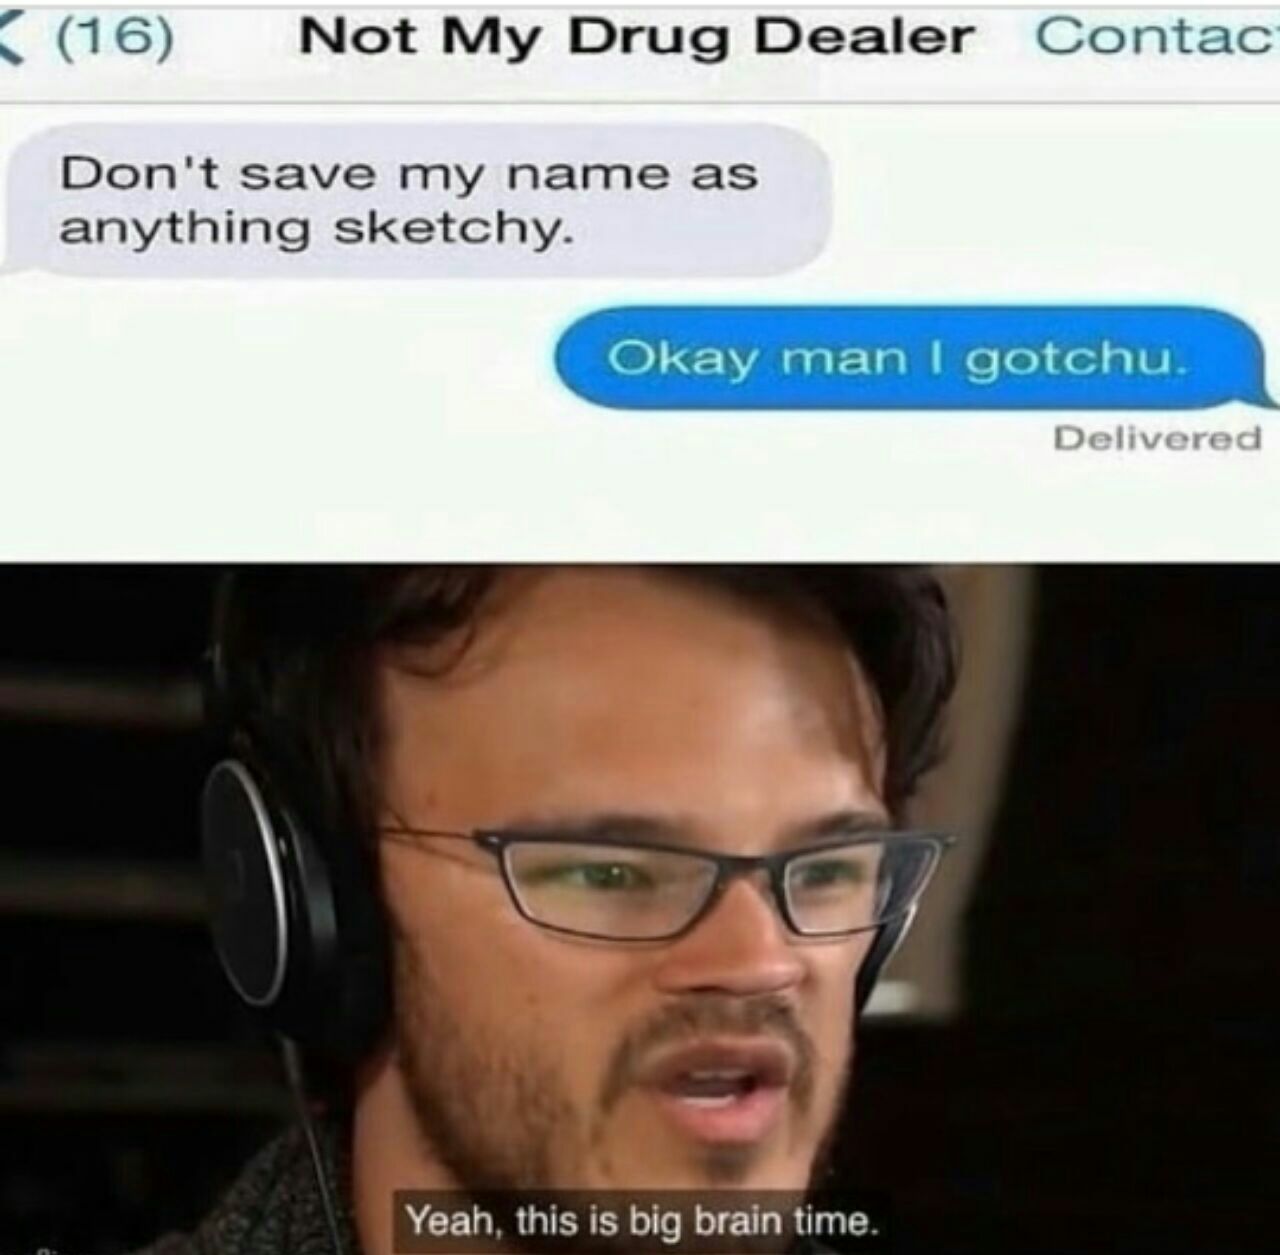 (16) Not My Drug Dealer Contac
Don't save my name as
anything sketchy.
Okay man I gotchu.
Delivered
Yeah, this is big brain time.